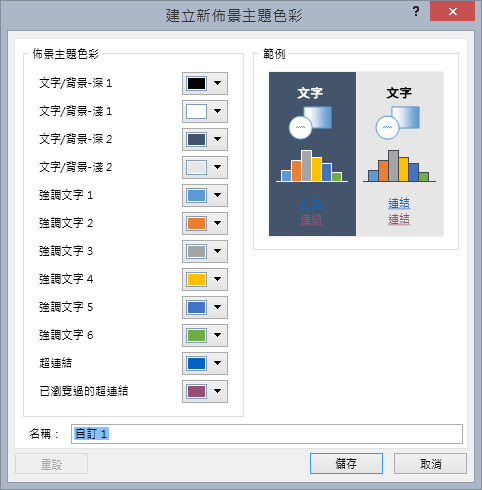 建立新佈景主題色彩
?
佈景主題色彩
文字/背景-深 1
文字/背景-淺 1
文字/背景-深 2
文字/背景-淺 2
強調文字 1
強調文字 2
強調文字 3
強調文字 4
強調文字 5
強調文字 6
超連結
已瀏覽過的超連結
範例
文字
文字
連結
連結
連結
連結
名稱：
自訂 1
重設
儲存
取消